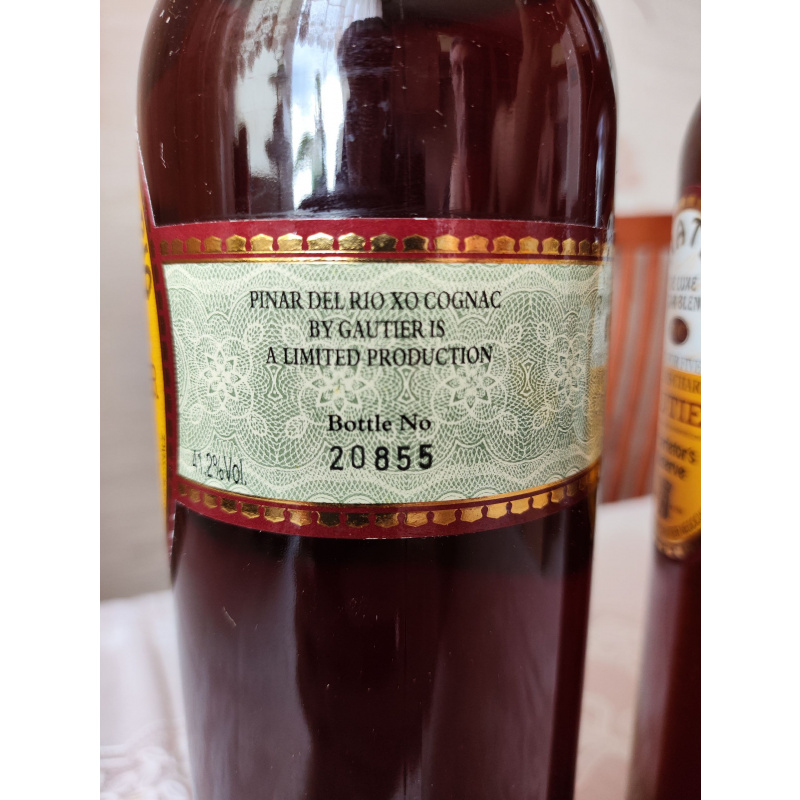 PINAR DEL RIO XO COGNAC
BY GAUTIER IS
A LIMITED PRODUCTION
Bottle No
20855
41.2%Vol.